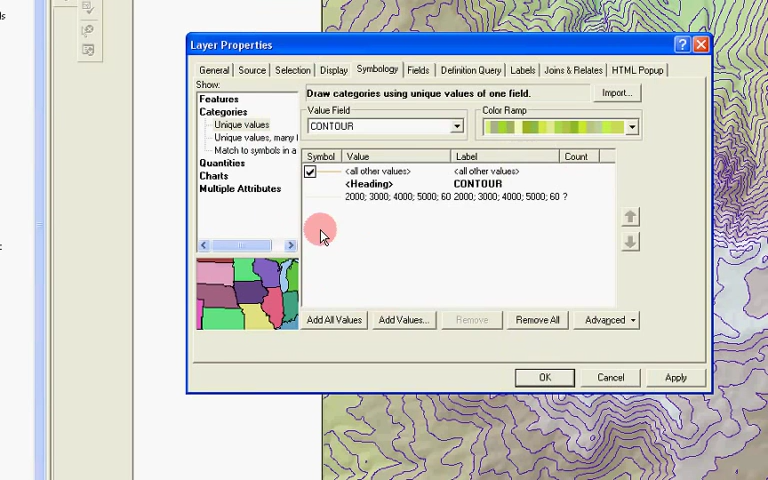 ls
Layer Properties
General Source Selection Display Symbology Fields Definition Query Labels Joins & Relates HTML Popup
Show:
Features
Categories
Unique values
Unique values, many f
Match to symbols in a
Quantities
Charts
Multiple Attributes
Draw categories using unique values of one field.
Import...
Value Field
CONTOUR
Color Ramp
Symbol Value Label Count
<all other values> <all other values>
<Heading> CONTOUR
2000; 3000; 4000; 5000; 60 2000; 3000; 4000; 5000; 60 ?
Add All Values Add Values... Remove Remove All Advanced
OK Cancel Apply